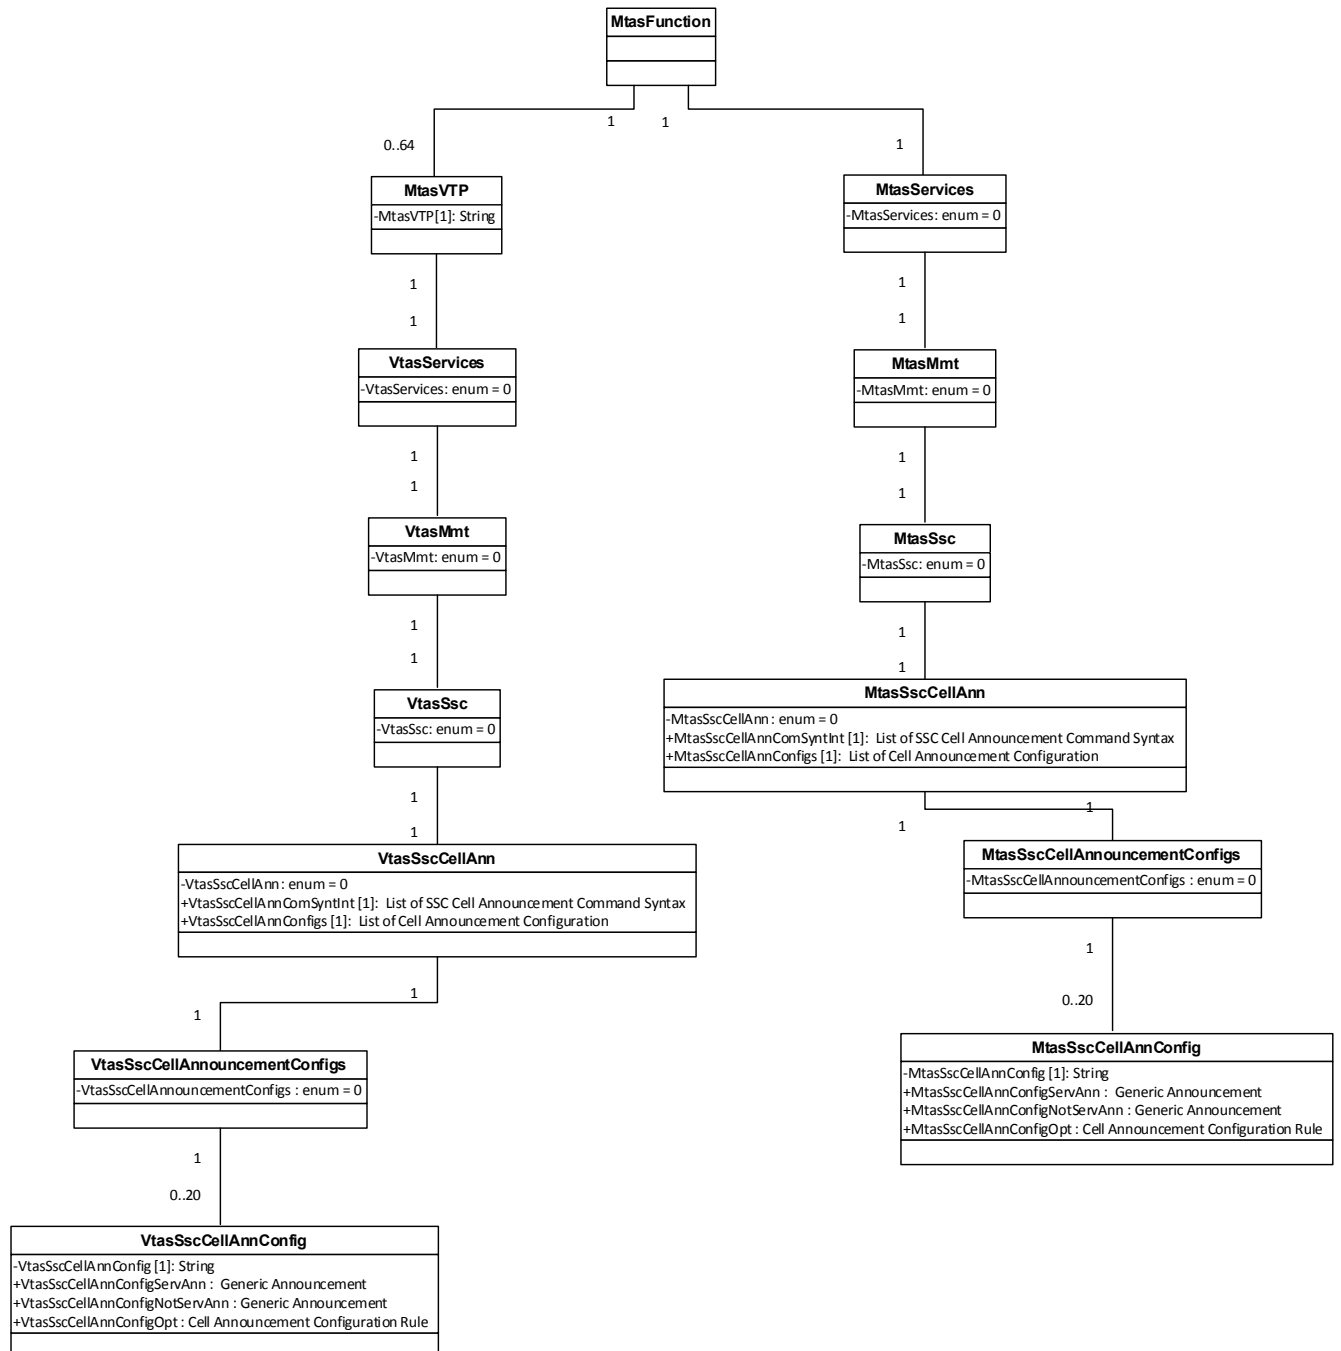 MtasFunction
1
1
0..64
1
MtasVTP
-MtasVTP[1]: String
MtasServices
-MtasServices: enum = 0
1
1
1
1
VtasServices
-VtasServices: enum = 0
MtasMmt
-MtasMmt: enum = 0
1
1
1
1
VtasMmt
-VtasMmt: enum = 0
MtasSsc
-MtasSsc: enum = 0
1
1
1
1
VtasSsc
-VtasSsc: enum = 0
MtasSscCellAnn
-MtasSscCellAnn : enum = 0
+MtasSscCellAnnComSyntInt [1]: List of SSC Cell Announcement Command Syntax
+MtasSscCellAnnConfigs [1]: List of Cell Announcement Configuration
1
1
1
1
VtasSscCellAnn
-VtasSscCellAnn : enum = 0
+VtasSscCellAnnComSyntInt [1]: List of SSC Cell Announcement Command Syntax
+VtasSscCellAnnConfigs [1]: List of Cell Announcement Configuration
MtasSscCellAnnouncementConfigs
-MtasSscCellAnnouncementConfigs : enum = 0
1
1
1
0..20
VtasSscCellAnnouncementConfigs
-VtasSscCellAnnouncementConfigs : enum = 0
MtasSscCellAnnConfig
-MtasSscCellAnnConfig [1]: String
+MtasSscCellAnnConfigServAnn : Generic Announcement
+MtasSscCellAnnConfigNotServAnn : Generic Announcement
+MtasSscCellAnnConfigOpt : Cell Announcement Configuration Rule
1
0..20
VtasSscCellAnnConfig
-VtasSscCellAnnConfig [1]: String
+VtasSscCellAnnConfigServAnn : Generic Announcement
+VtasSscCellAnnConfigNotServAnn : Generic Announcement
+VtasSscCellAnnConfigOpt : Cell Announcement Configuration Rule